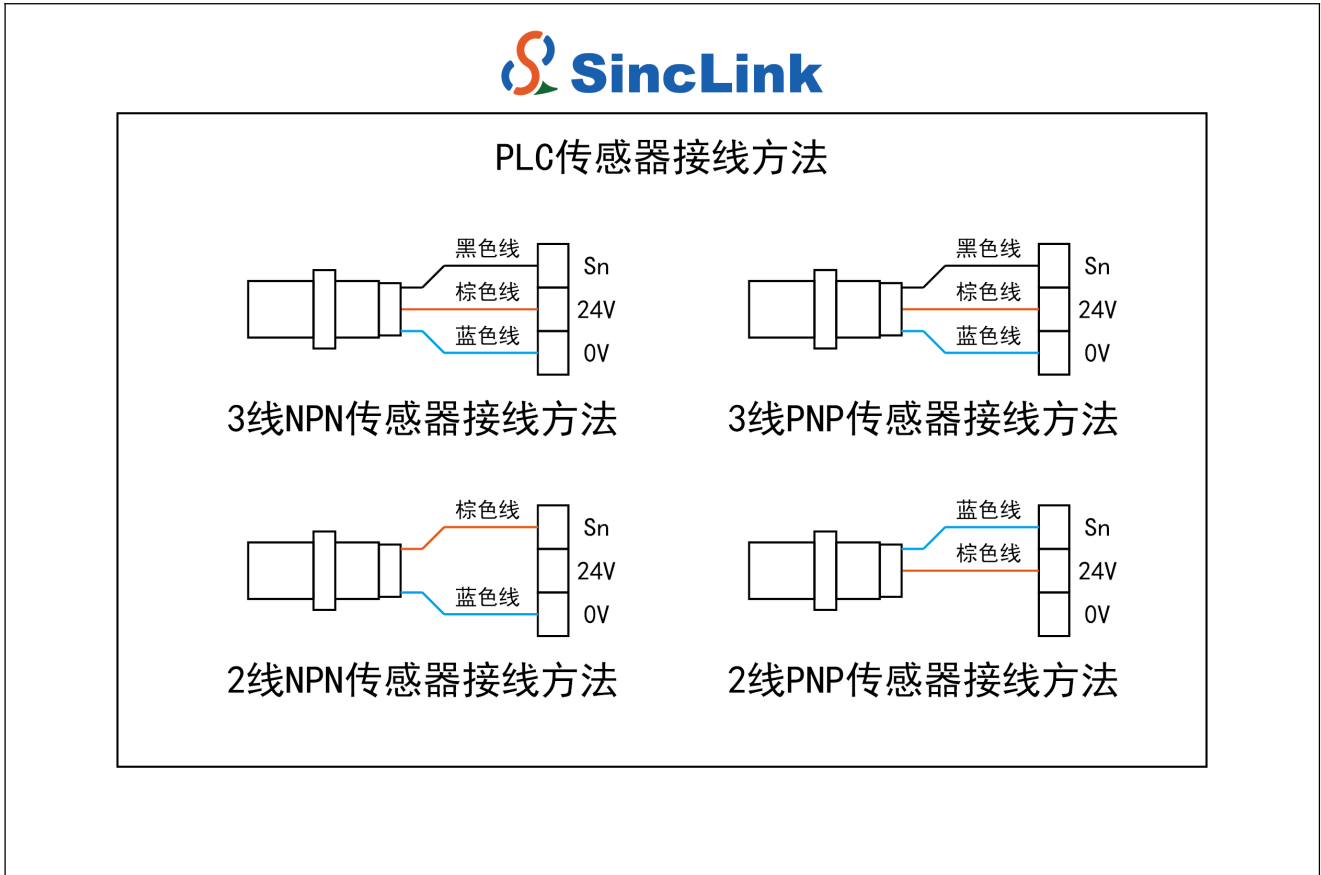 SincLink
PLC传感器接线方法
黑色线
Sn
棕色线
24V
蓝色线
0V
3线NPN传感器接线方法
黑色线
Sn
棕色线
24V
蓝色线
0V
3线PNP传感器接线方法
棕色线
Sn
24V
蓝色线
0V
2线NPN传感器接线方法
蓝色线
Sn
棕色线
24V
0V
2线PNP传感器接线方法